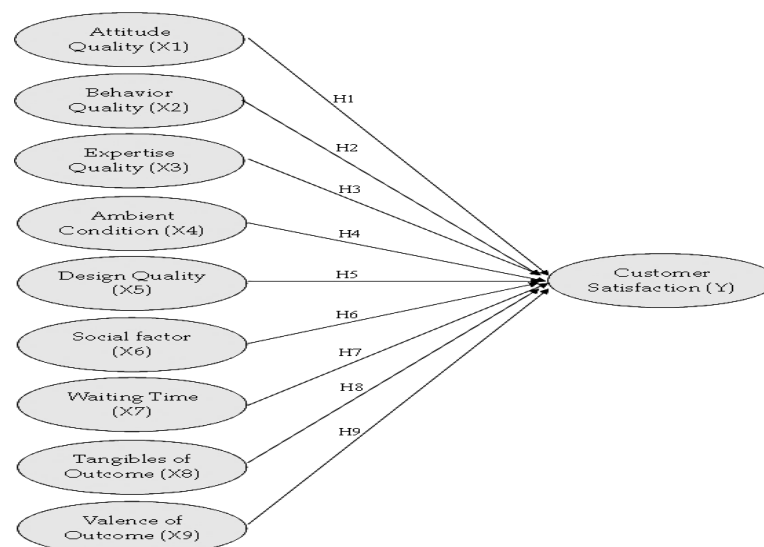 Attitude
Quality (X1)
H1
Behavior
Quality (X2)
H2
Expertise
Quality (X3)
H3
Ambient
Condition (X4)
H4
Design Quality
(X5)
H5
Customer
Satisfaction (Y)
Social factor
(X6)
H6
Waiting Time
(X7)
H7
Tangibles of
Outcome (X8)
H8
Valence of
Outcome (X9)
H9